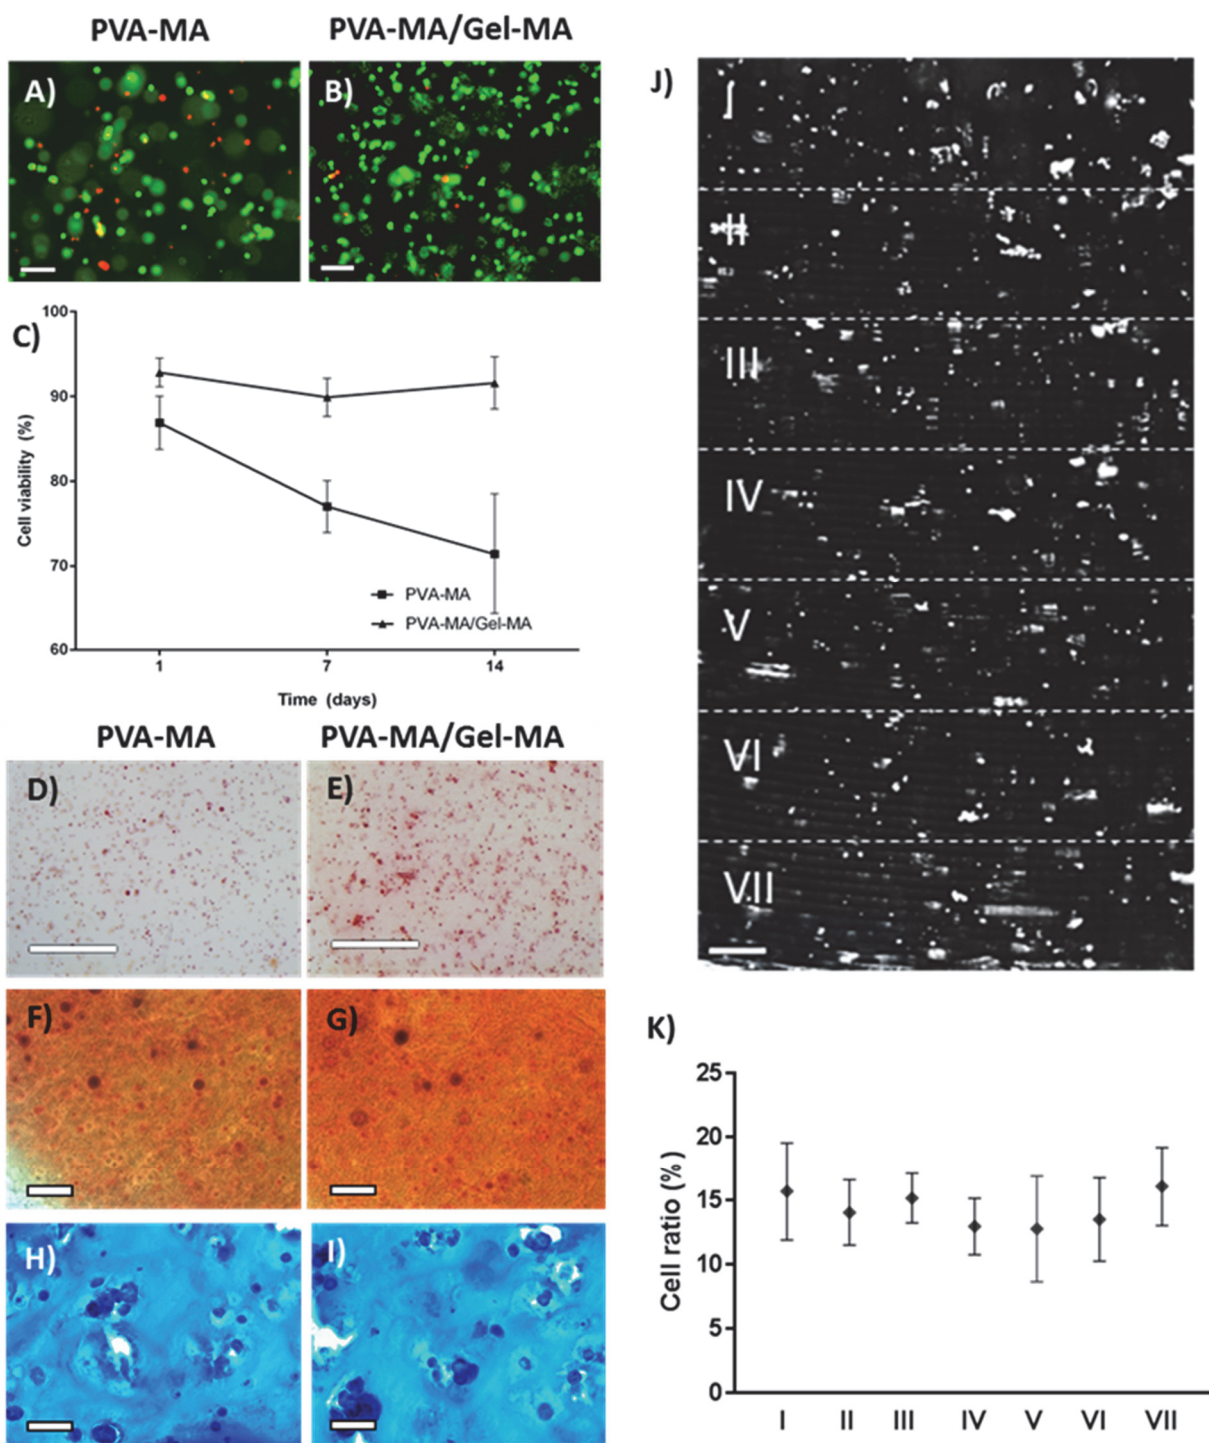 PVA-MA
PVA-MA/Gel-MA
A)
B)
C)
100
90
80
70
60
Cell viability (%)
PVA-MA
PVA-MA/Gel-MA
1
7
14
Time (days)
PVA-MA
PVA-MA/Gel-MA
D)
E)
F)
G)
H)
I)
J)
I
II
III
IV
V
VI
VII
K)
25
20
15
10
5
0
Cell ratio (%)
I
II
III
IV
V
VI
VII